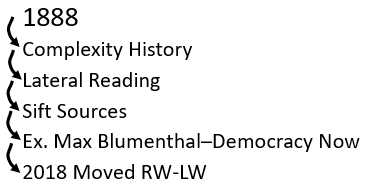 1888
Complexity History
Lateral Reading
Sift Sources
Ex. Max Blumenthal–Democracy Now
2018 Moved RW-LW